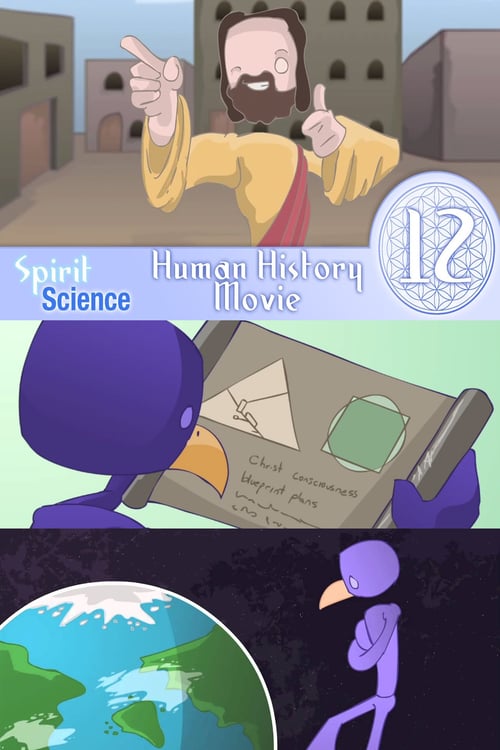 Spirit
Science
Human History
Movie
12
Christ consciousness
blueprint plans